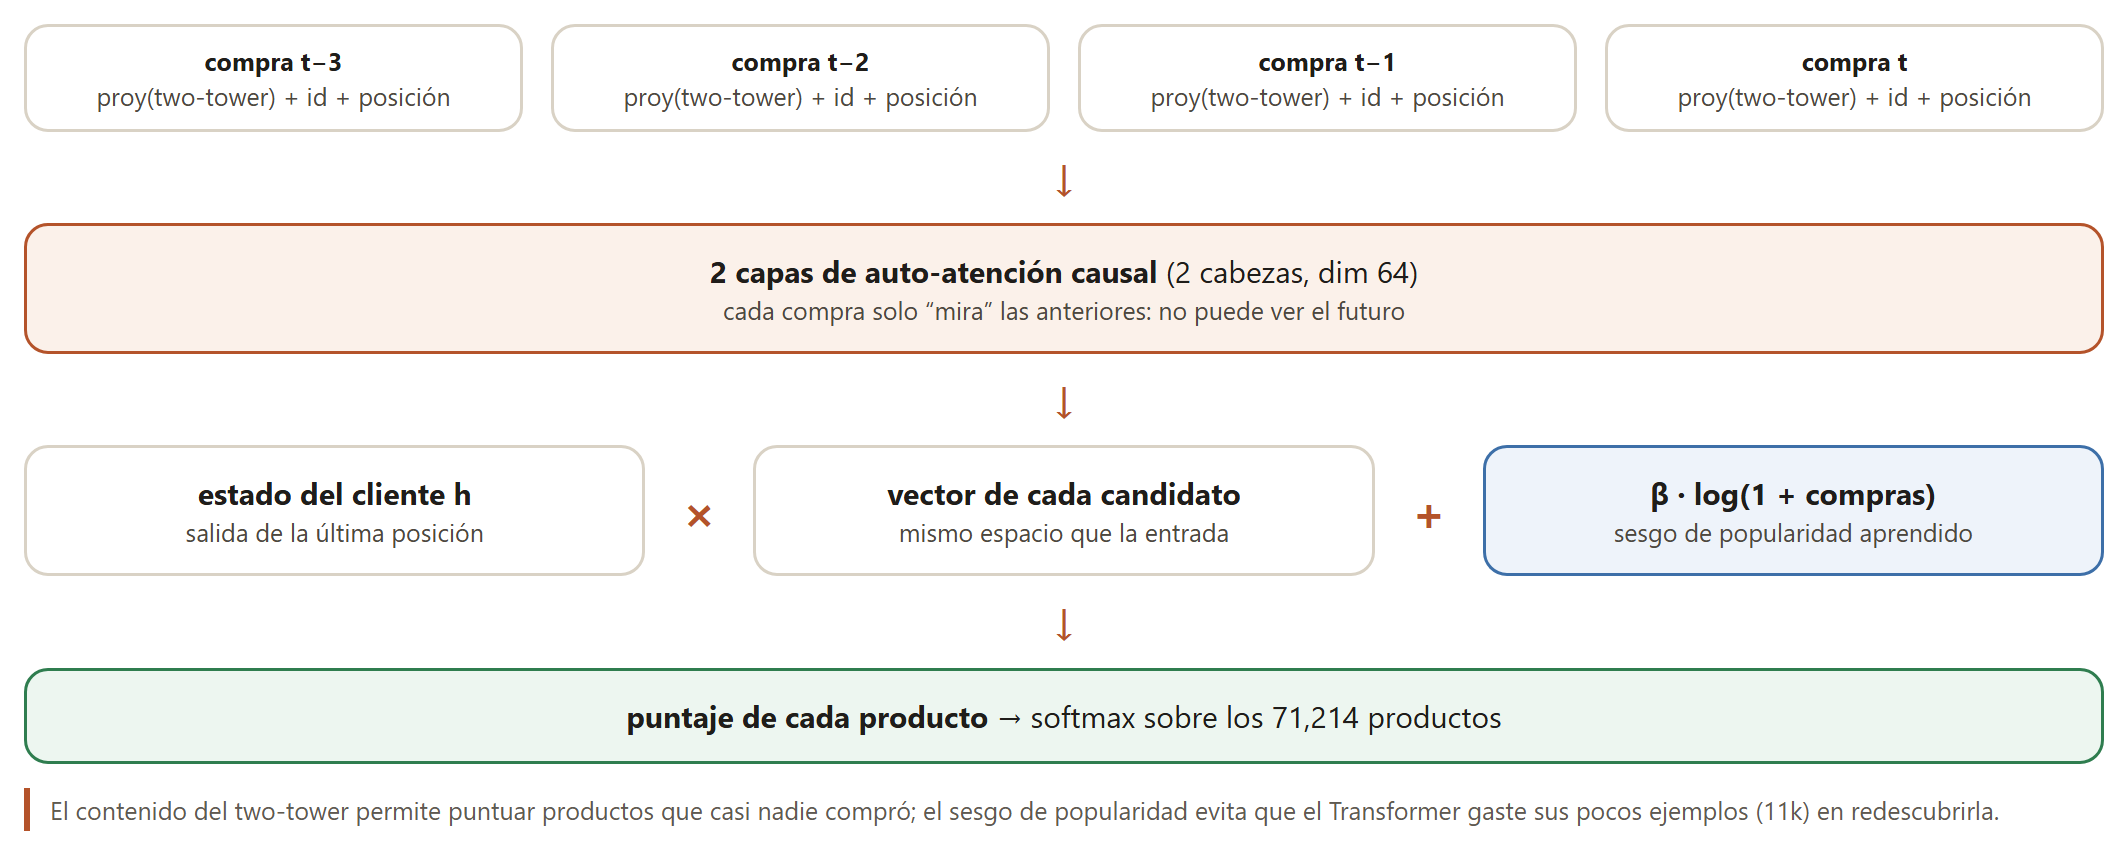 compra t−3
proy(two-tower) + id + posición
compra t−2
proy(two-tower) + id + posición
compra t−1
proy(two-tower) + id + posición
compra t
proy(two-tower) + id + posición
↓
2 capas de auto-atención causal (2 cabezas, dim 64)
cada compra solo “mira” las anteriores: no puede ver el futuro
↓
estado del cliente h
salida de la última posición
×
vector de cada candidato
mismo espacio que la entrada
+
β · log(1 + compras)
sesgo de popularidad aprendido
↓
puntaje de cada producto → softmax sobre los 71,214 productos
El contenido del two-tower permite puntuar productos que casi nadie compró; el sesgo de popularidad evita que el Transformer gaste sus pocos ejemplos (11k) en redescubrirla.